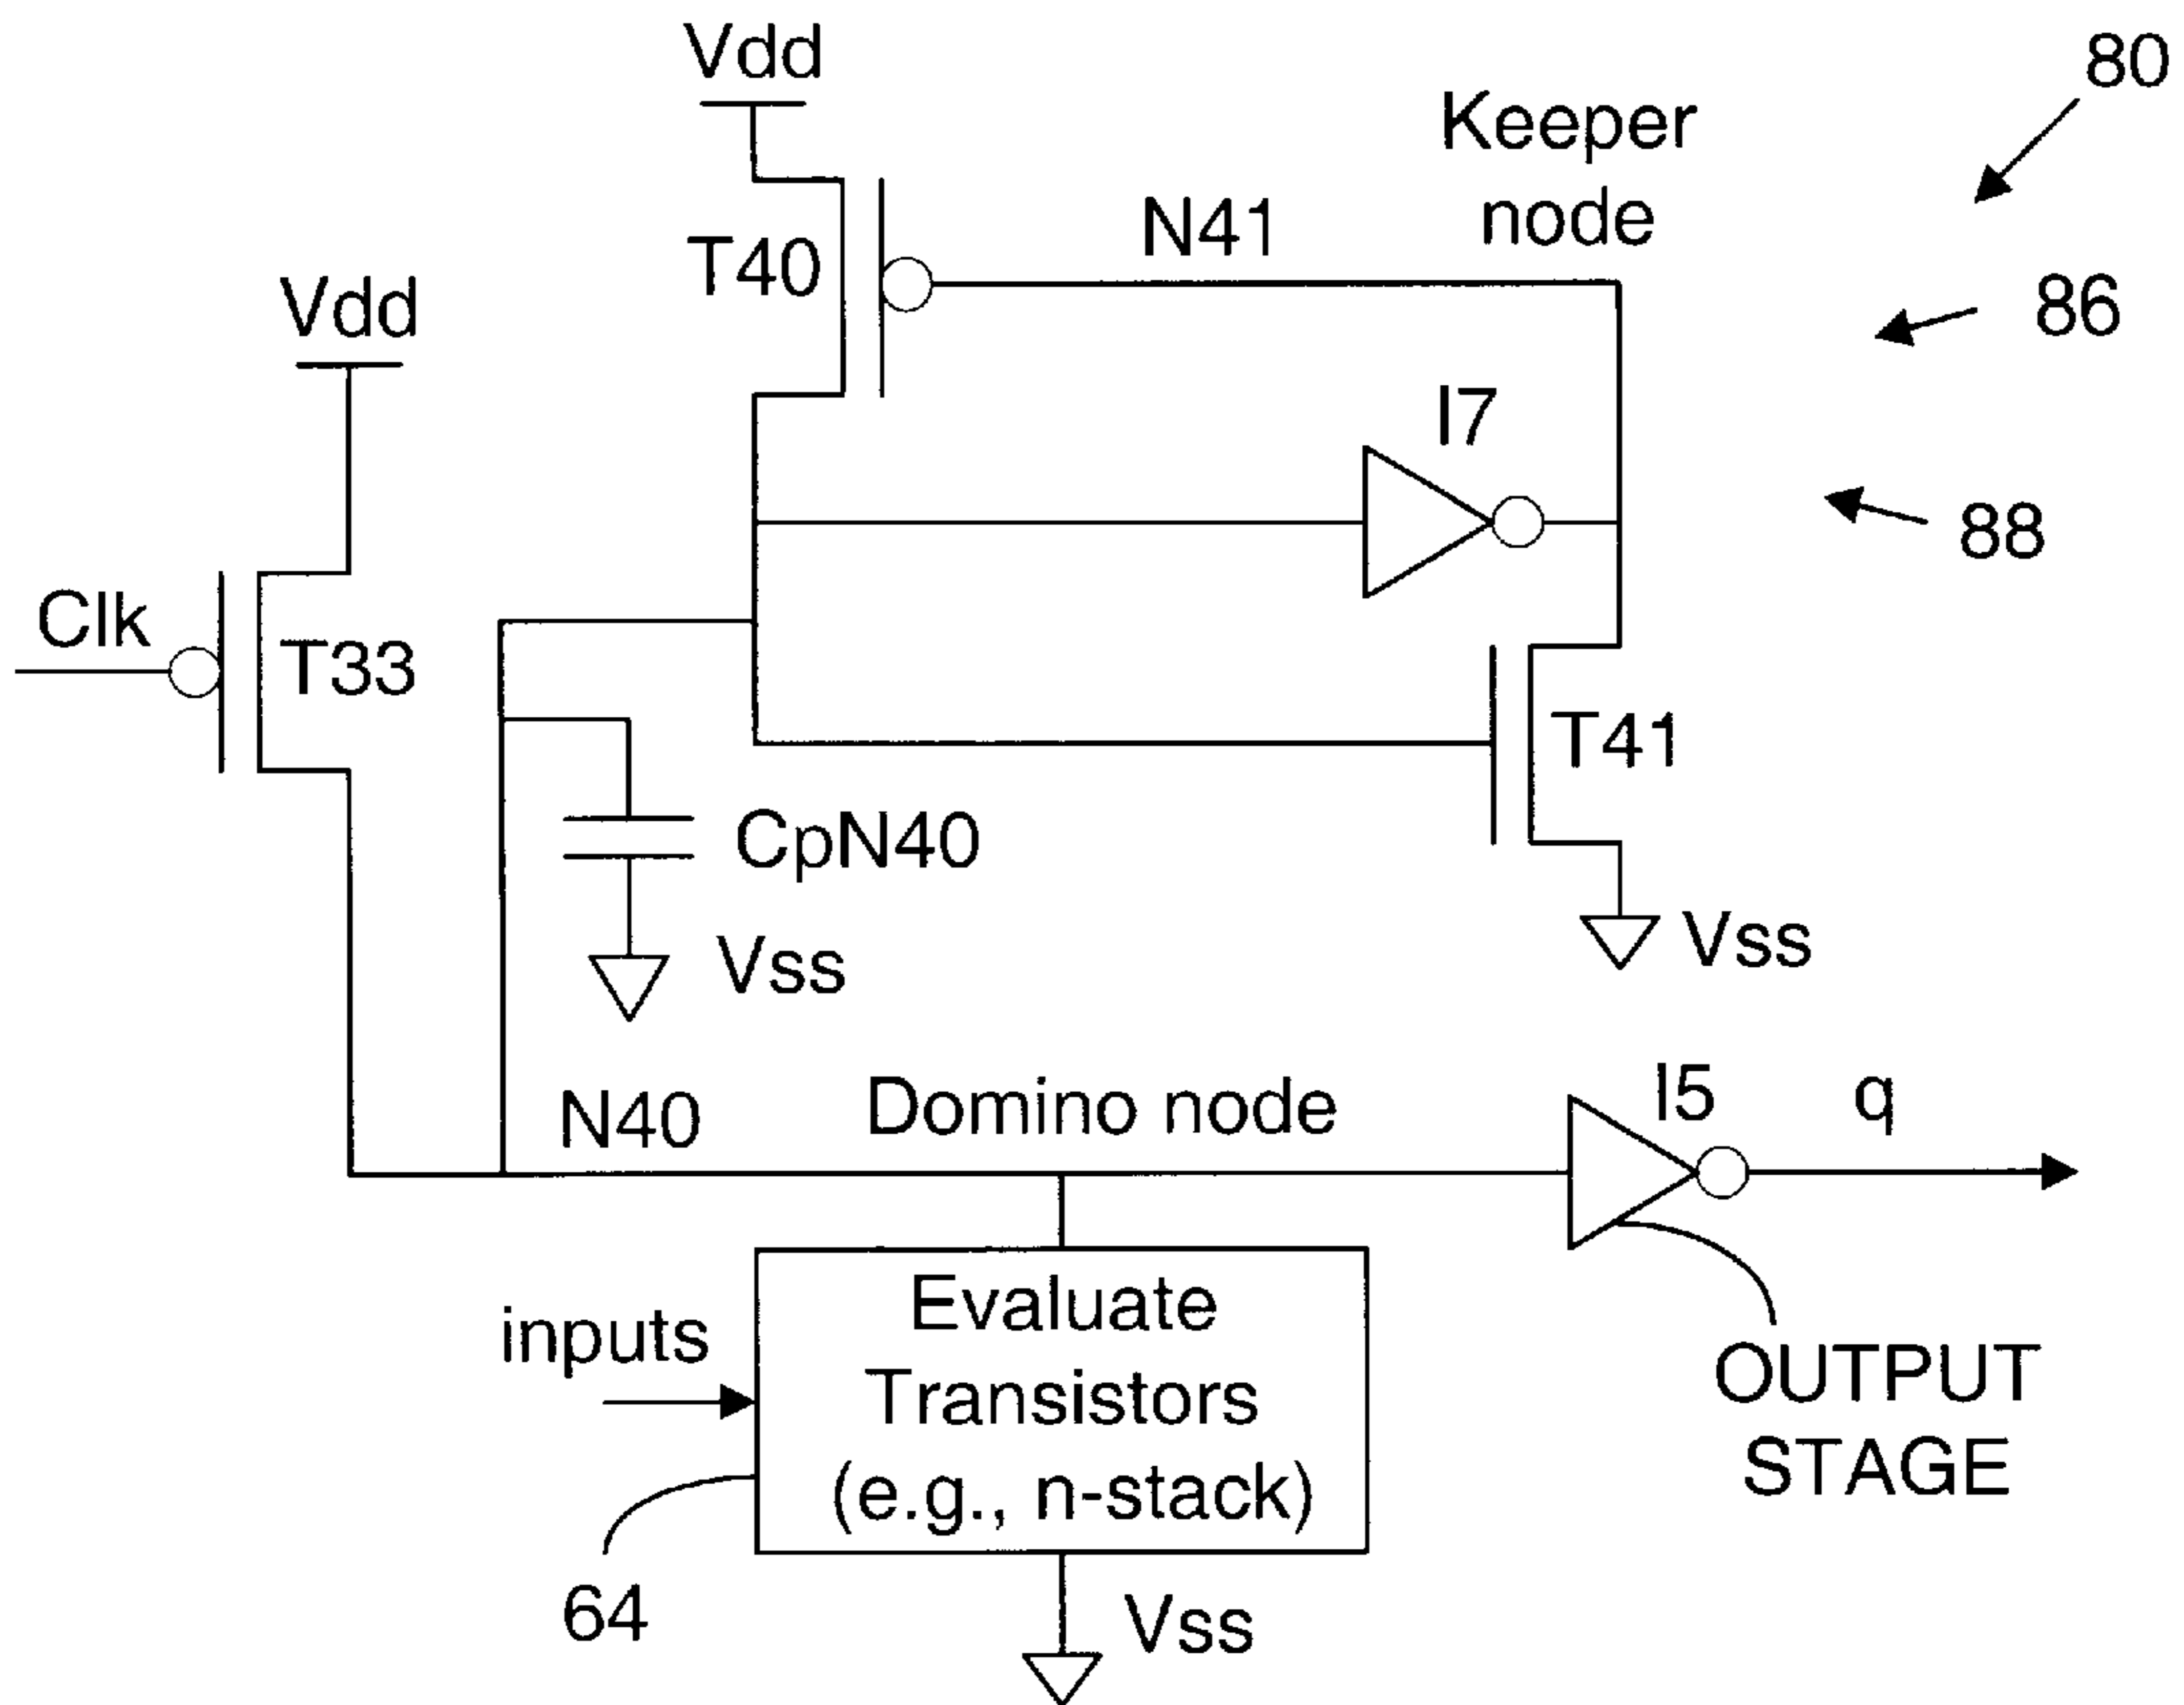 Vdd
80
Keeper
node
N41
T40
86
Vdd
I7
88
Clk
T33
T41
CpN40
Vss
Vss
N40
Domino node
I5
q
inputs
Evaluate
Transistors
(e.g., n-stack)
OUTPUT
STAGE
64
Vss